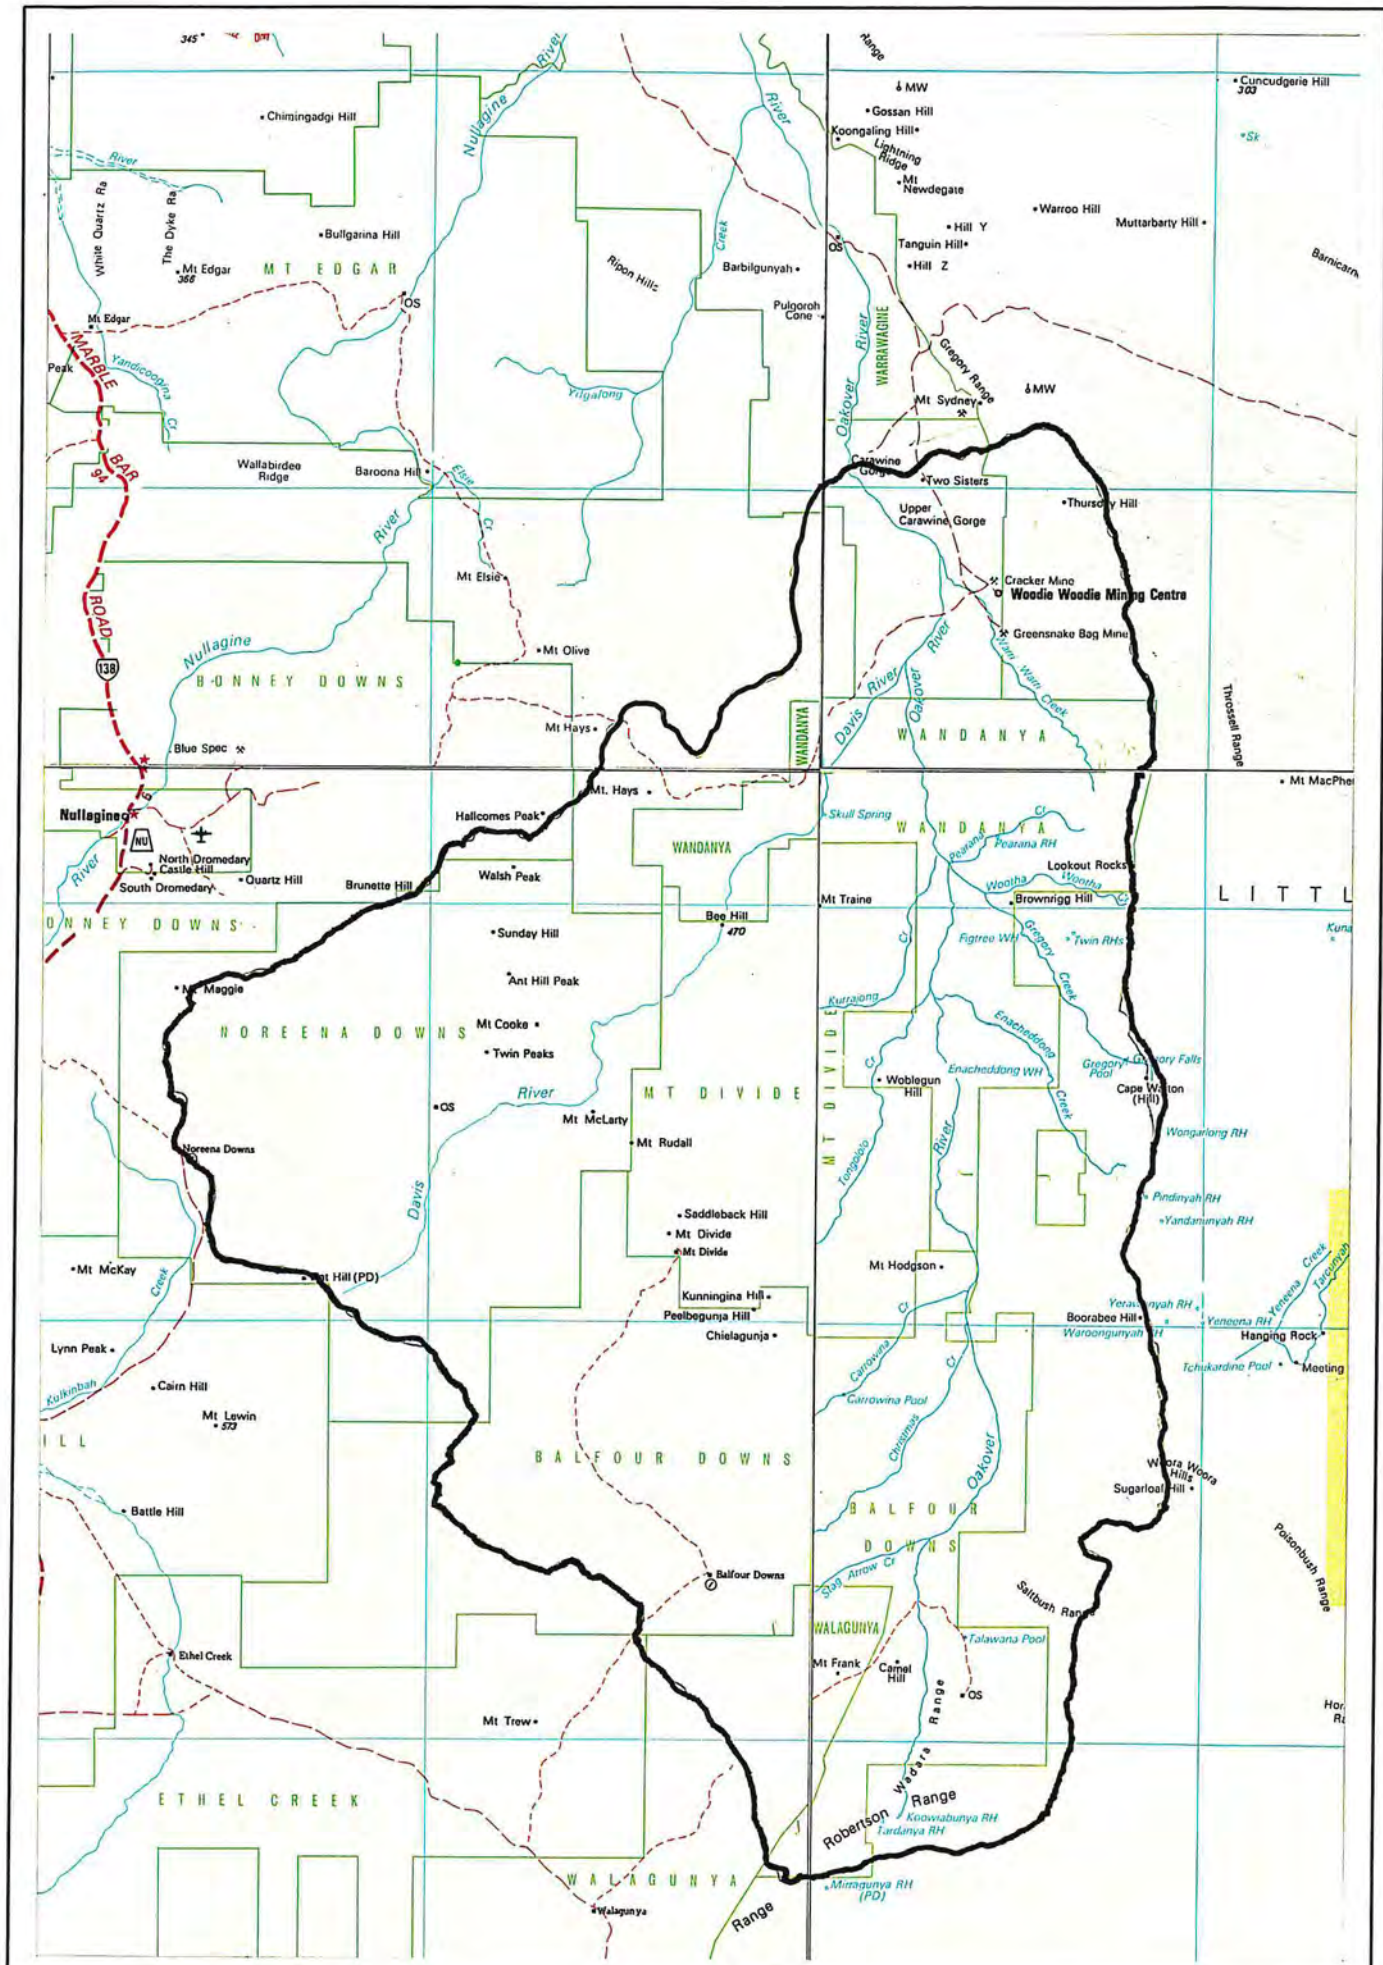 345
River
Range
MW
Cuncudgerie Hill
303
Chimingadgi Hill
Nullagine
River
Gossan Hill
Koongaling Hill
Lightning
Ridge
Sk
River
Mt
Newdegate
White Quartz Ra
The Dyke Ra
Warroo Hill
Muttarbarty Hill
Bullgarina Hill
Creek
OS
Hill Y
Tanguin Hill
Hill Z
Mt Edgar
366
MT EDGAR
Ripon Hills
Barbilgunyah
OS
Pulgoroh
Cone
Mt Edgar
MARBLE
Peak
Yandicoogina
Cr
Yilgalong
Oakover
River
WARRAWAGINE
Gregory Range
MW
Mt Sydney
BAR
94
Wallabirdee
Ridge
Baroona Hill
Elsie
Cr
Carawine
Gorge
Two Sisters
Thursday Hill
River
Upper
Carawine Gorge
Mt Elsie
Cracker Mine
Woodie Woodie Mining Centre
ROAD
Greensnake Bag Mine
138
Nullagine
Mt Olive
River
River
Warri Warri Creek
BONNEY DOWNS
Davis
Oakover
Throssell Range
Mt Hays
WANDANYA
WANDANYA
Blue Spec
Mt. Hays
Mt MacPher
9
Nullagine
NU
Hallcomes Peak
Skull Spring
WANDANYA
Cr
Pearana
Pearana RH
WANDANYA
River
North Dromedary
Castle Hill
South Dromedary
Quartz Hill
Walsh Peak
Brunette Hill
Lookout Rocks
Wootha
Wootha
Cr
LITTL
Mt Traine
Brownrigg Hill
ONNEY DOWNS
Bee Hill
470
Sunday Hill
Cr
Figtree WH
Gregory
Twin RHs
Kuna
Mt Maggie
Ant Hill Peak
Creek
Kurrajong
NOREENA DOWNS
Mt Cooke
Twin Peaks
MT DIVIDE
Enacheddong
Cr
Enacheddong WH
Gregory
Pool
Gregory Falls
Woblegun
Hill
Cape Walton
(Hill)
River
MT DIVIDE
OS
Mt McLarty
Creek
Mt Rudall
River
Wongarlong RH
Noreena Downs
Tongololo
Davis
Pindinyah RH
Yandanunyah RH
Saddleback Hill
Mt Divide
Mt Divide
Mt McKay
Creek
Ant Hill (PD)
Mt Hodgson
Yeneena Creek
Tarcunyah
Kunningina Hill
Peelbegunja Hill
Cr
Boorabee Hill
Yeneena RH
Chielagunja
Hanging Rock
Lynn Peak
Carrowina
Cr
Tchukardine Pool
Meeting
Kulkinbah
Cairn Hill
Carrowina Pool
Mt Lewin
573
Christmas
ILL
BALFOUR DOWNS
Oakover
Woora Woora
Hills
Sugarloaf Hill
Battle Hill
BALFOUR
DOWNS
Poisonbush Range
Stag Arrow Cr
Balfour Downs
Saltbush Range
WALAGUNYA
Talawana Pool
Ethel Creek
Mt Frank
Camel
Hill
OS
Mt Trew
Wadara Range
ETHEL CREEK
Robertson Range
Koowiabunya RH
Tardanya RH
WALAGUNYA
Mirragunya RH
(PD)
Walagunya
Range